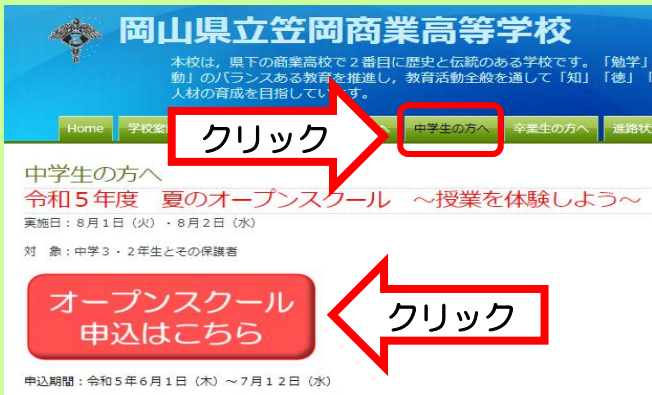 岡山県立笠岡商業高等学校
本校は，県下の商業高校で２番目に歴史と伝統のある学校です。「勉学」
動」のバランスある教育を推進し，教育活動全般を通して「知」「徳」「
人材の育成を目指しています。
Home 学校案 クリック へ 中学生の方へ 卒業生の方へ 進路状
中学生の方へ
令和５年度 夏のオープンスクール ～授業を体験しよう～
実施日：８月１日（火）・８月２日（水）
対 象：中学３・２年生とその保護者
オープンスクール
申込はこちら
クリック
申込期間：令和５年６月１日（木）～７月１２日（水）